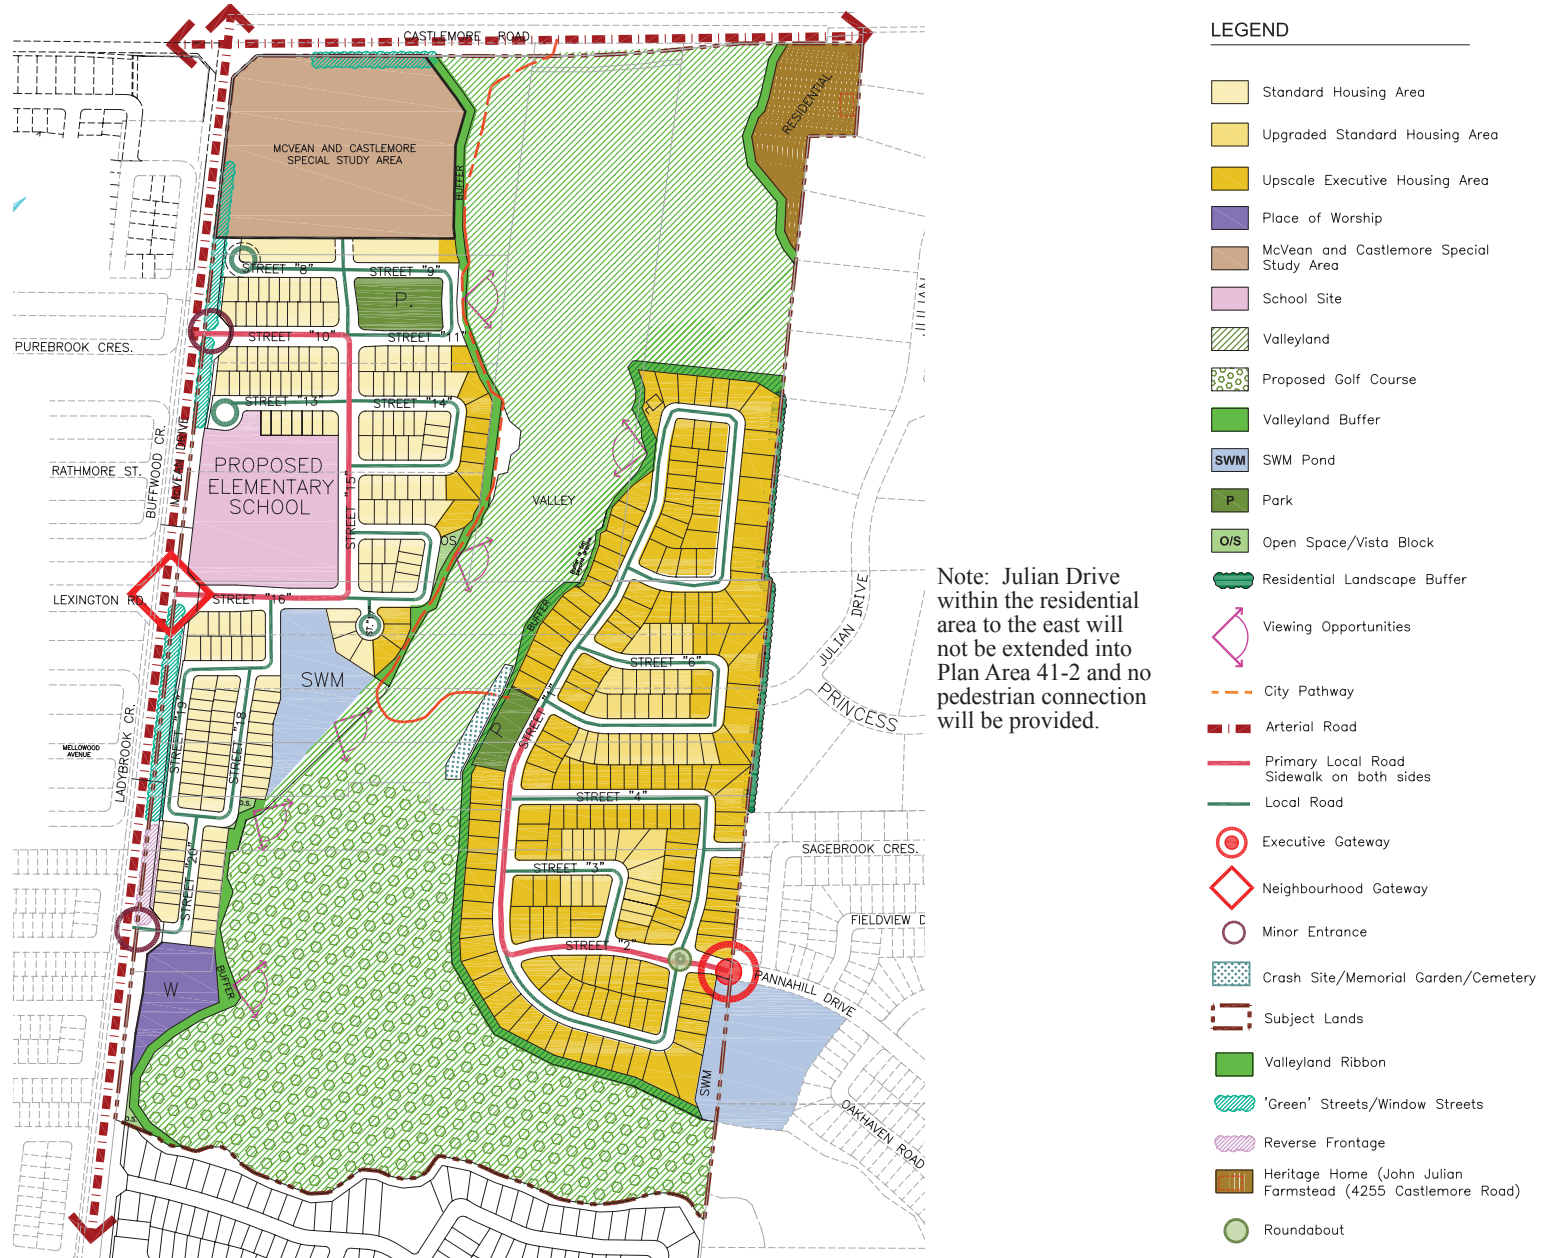 CASTLEMORE ROAD
LEGEND
RESIDENTIAL
MCVEAN AND CASTLEMORE
SPECIAL STUDY AREA
BUFFER
STREET "8"
STREET "9"
P.
STREET "10"
STREET "11"
PUREBROOK CRES.
JULIAN
STREET "13"
STREET "14"
BUFFWOOD CR.
McVEAN DRIVE
RATHMORE ST.
PROPOSED
ELEMENTARY
SCHOOL
STREET "15"
VALLEY
OS
LEXINGTON RD.
STREET "16"
BUFFER
JULIAN DRIVE
PRINCESS
STREET "6"
SWM
P
STREET "1"
LADYBROOK CR.
MELLOWOOD
AVENUE
STREET "19"
STREET "18
O.S.
STREET "4"
SAGEBROOK CRES.
STREET "3"
STREET "20"
FIELDVIEW D
STREET "2"
PANNAHILL DRIVE
W
BUFFER
SWM
OAKHAVEN ROAD
O.S.
Note: Julian Drive
within the residential
area to the east will
not be extended into
Plan Area 41-2 and no
pedestrian connection
will be provided.
Standard Housing Area
Upgraded Standard Housing Area
Upscale Executive Housing Area
Place of Worship
McVean and Castlemore Special
Study Area
School Site
Valleyland
Proposed Golf Course
Valleyland Buffer
SWM SWM Pond
P Park
O/S Open Space/Vista Block
Residential Landscape Buffer
Viewing Opportunities
City Pathway
Arterial Road
Primary Local Road
Sidewalk on both sides
Local Road
Executive Gateway
Neighbourhood Gateway
Minor Entrance
Crash Site/Memorial Garden/Cemetery
Subject Lands
Valleyland Ribbon
'Green' Streets/Window Streets
Reverse Frontage
Heritage Home (John Julian
Farmstead (4255 Castlemore Road)
Roundabout